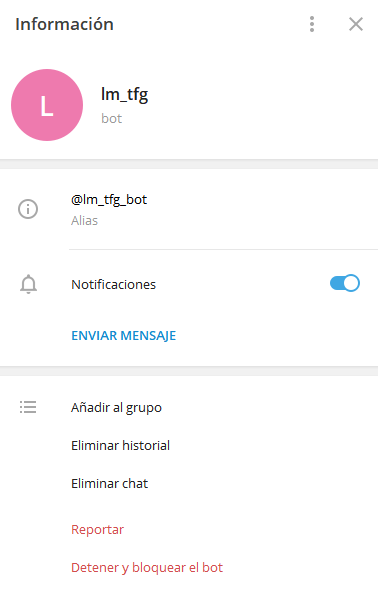 Información
L
lm_tfg
bot
@lm_tfg_bot
Alias
Notificaciones
ENVIAR MENSAJE
Añadir al grupo
Eliminar historial
Eliminar chat
Reportar
Detener y bloquear el bot